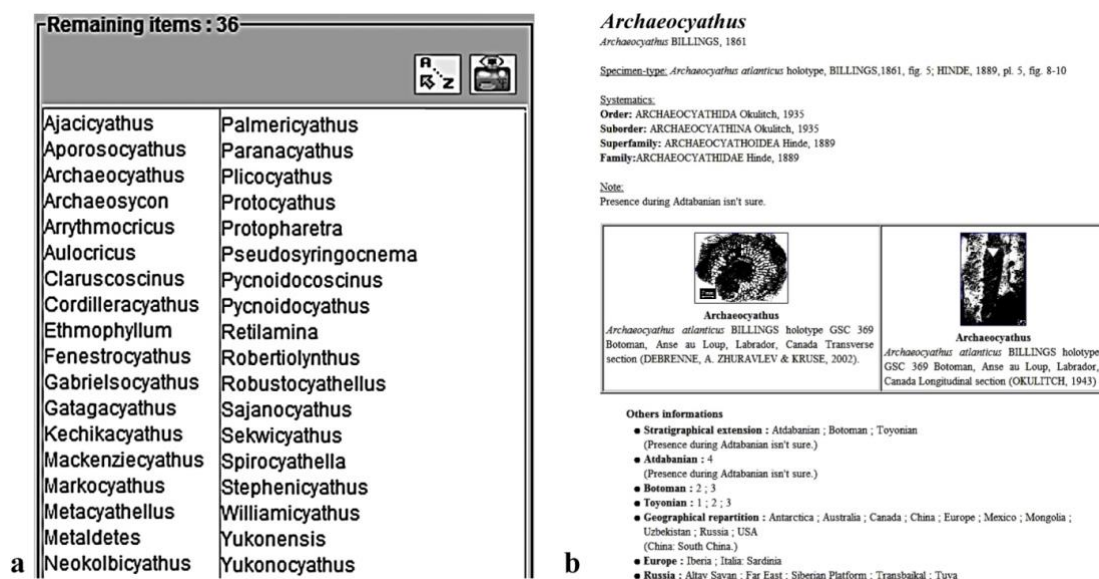 Remaining items : 36
A
Z
Ajacicyathus
Aporosocyathus
Archaeocyathus
Archaeosycon
Arrythmocricus
Aulocricus
Claruscoscinus
Cordilleracyathus
Ethmophyllum
Fenestrocyathus
Gabrielsocyathus
Gatagacyathus
Kechikacyathus
Mackenziecyathus
Markocyathus
Metacyathellus
Metaldetes
Neokolbicyathus
Palmericyathus
Paranacyathus
Plicocyathus
Protocyathus
Protopharetra
Pseudosyringocnema
Pycnoidocoscinus
Pycnoidocyathus
Retilamina
Robertiolynthus
Robustocyathellus
Sajanocyathus
Sekwicyathus
Spirocyathella
Stephenicyathus
Williamicyathus
Yukonensis
Yukonocyathus
a
Archaeocyathus
Archaeocyathus BILLINGS, 1861
Specimen-type: Archaeocyathus atlanticus holotype, BILLINGS,1861, fig. 5; HINDE, 1889, pl. 5, fig. 8-10
Systematics:
Order: ARCHAEOCYATHIDA Okulitch, 1935
Suborder: ARCHAEOCYATHINA Okulitch, 1935
Superfamily: ARCHAEOCYATHOIDEA Hinde, 1889
Family:ARCHAEOCYATHIDAE Hinde, 1889
Note:
Presence during Adtabanian isn't sure.
Archaeocyathus
Archaeocyathus atlanticus BILLINGS holotype GSC 369
Botoman, Anse au Loup, Labrador, Canada Transverse
section (DEBRENNE, A. ZHURAVLEV & KRUSE, 2002).
Archaeocyathus
Archaeocyathus atlanticus BILLINGS holotype
GSC 369 Botoman, Anse au Loup, Labrador,
Canada Longitudinal section (OKULITCH, 1943)
Others informations
● Stratigraphical extension : Atdabanian ; Botoman ; Toyonian
(Presence during Adtabanian isn't sure.)
● Atdabanian : 4
(Presence during Adtabanian isn't sure.)
● Botoman : 2 ; 3
● Toyonian : 1 ; 2 ; 3
● Geographical repartition : Antarctica ; Australia ; Canada ; China ; Europe ; Mexico ; Mongolia ;
Uzbekistan ; Russia ; USA
(China: South China.)
● Europe : Iberia ; Italia: Sardinia
● Russia : Altay Sayan ; Far East ; Siberian Platform ; Transbaikal ; Tuva
b